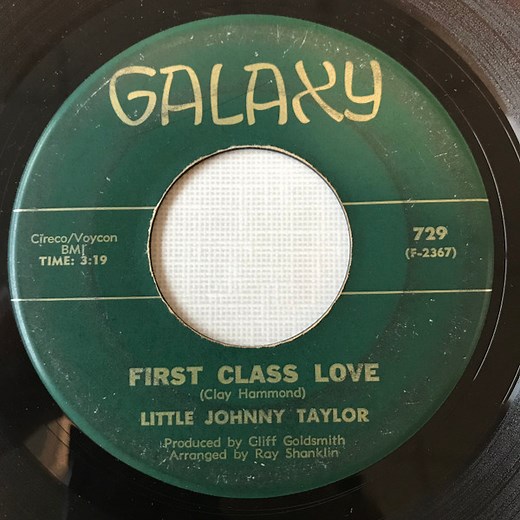 GALAXY
Cireco/Voycon
BMI
TIME: 3:19
729
(F-2367)
FIRST CLASS LOVE
(Clay Hammond)
LITTLE JOHNNY TAYLOR
Produced by Cliff Goldsmith
Arranged by Ray Shanklin